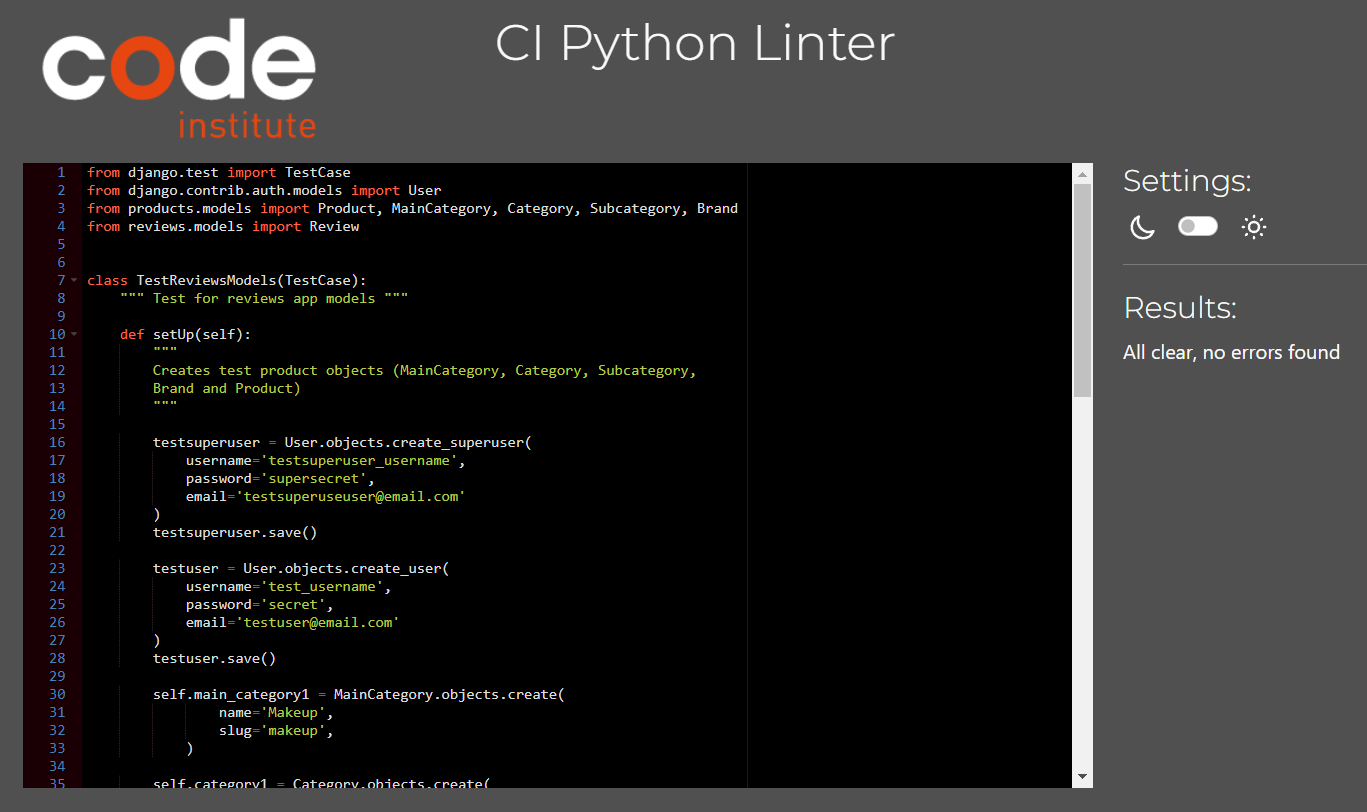 code
institute
CI Python Linter
1 from django.test import TestCase
2 from django.contrib.auth.models import User
3 from products.models import Product, MainCategory, Category, Subcategory, Brand
4 from reviews.models import Review
5
6
7 class TestReviewsModels(TestCase):
8     """ Test for reviews app models """
9
10     def setUp(self):
11         """
12         Creates test product objects (MainCategory, Category, Subcategory,
13         Brand and Product)
14         """
15
16         testsuperuser = User.objects.create_superuser(
17             username='testsuperuser_username',
18             password='supersecret',
19             email='testsuperuseuser@email.com'
20         )
21         testsuperuser.save()
22
23         testuser = User.objects.create_user(
24             username='test_username',
25             password='secret',
26             email='testuser@email.com'
27         )
28         testuser.save()
29
30         self.main_category1 = MainCategory.objects.create(
31                 name='Makeup',
32                 slug='makeup',
33             )
34
35         self.category1 = Category.objects.create(
Settings:
Results:
All clear, no errors found